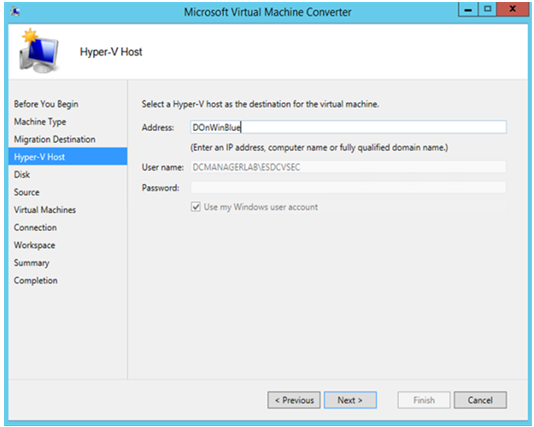 Microsoft Virtual Machine Converter
Hyper-V Host
Before You Begin
Machine Type
Migration Destination
Hyper-V Host
Disk
Source
Virtual Machines
Connection
Workspace
Summary
Completion
Select a Hyper-V host as the destination for the virtual machine.
Address: DOnWinBlue
(Enter an IP address, computer name or fully qualified domain name.)
User name: DCMANAGERLAB\ESDCVSEC
Password:
Use my Windows user account
< Previous Next > Finish Cancel